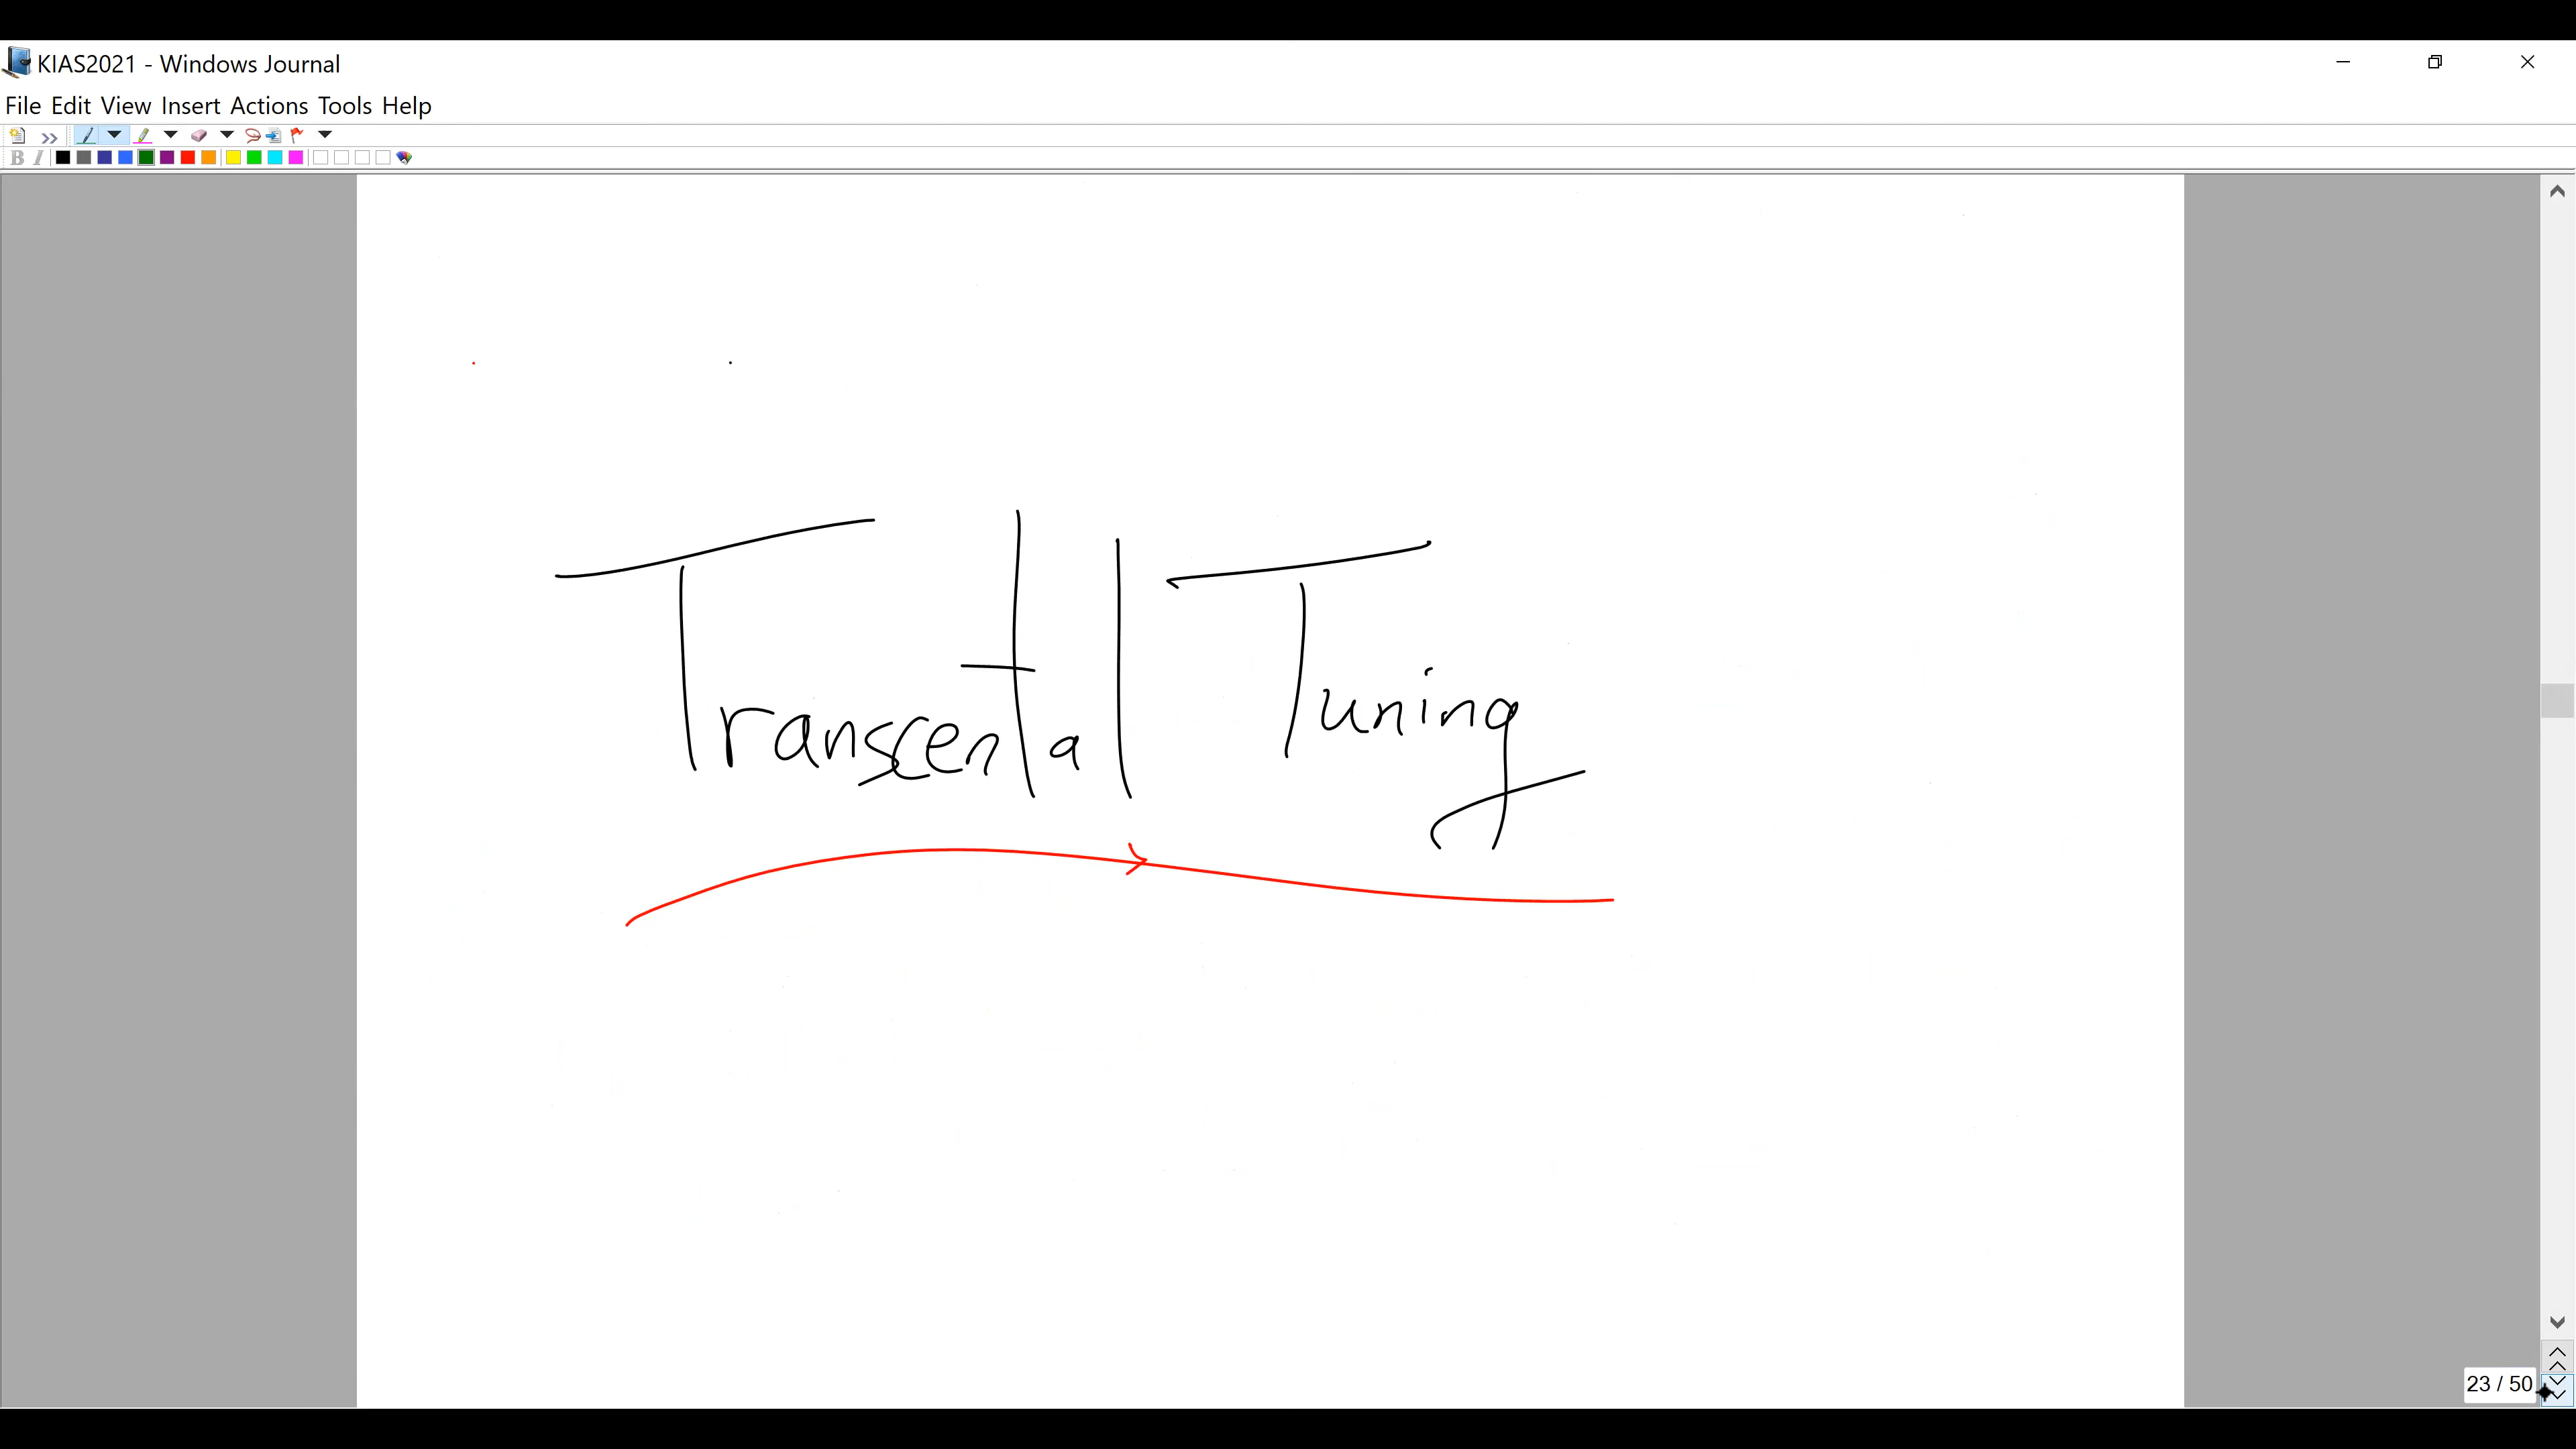 KIAS2021 - Windows Journal
File Edit View Insert Actions Tools Help
B I
Transcental Tuning
23 / 50